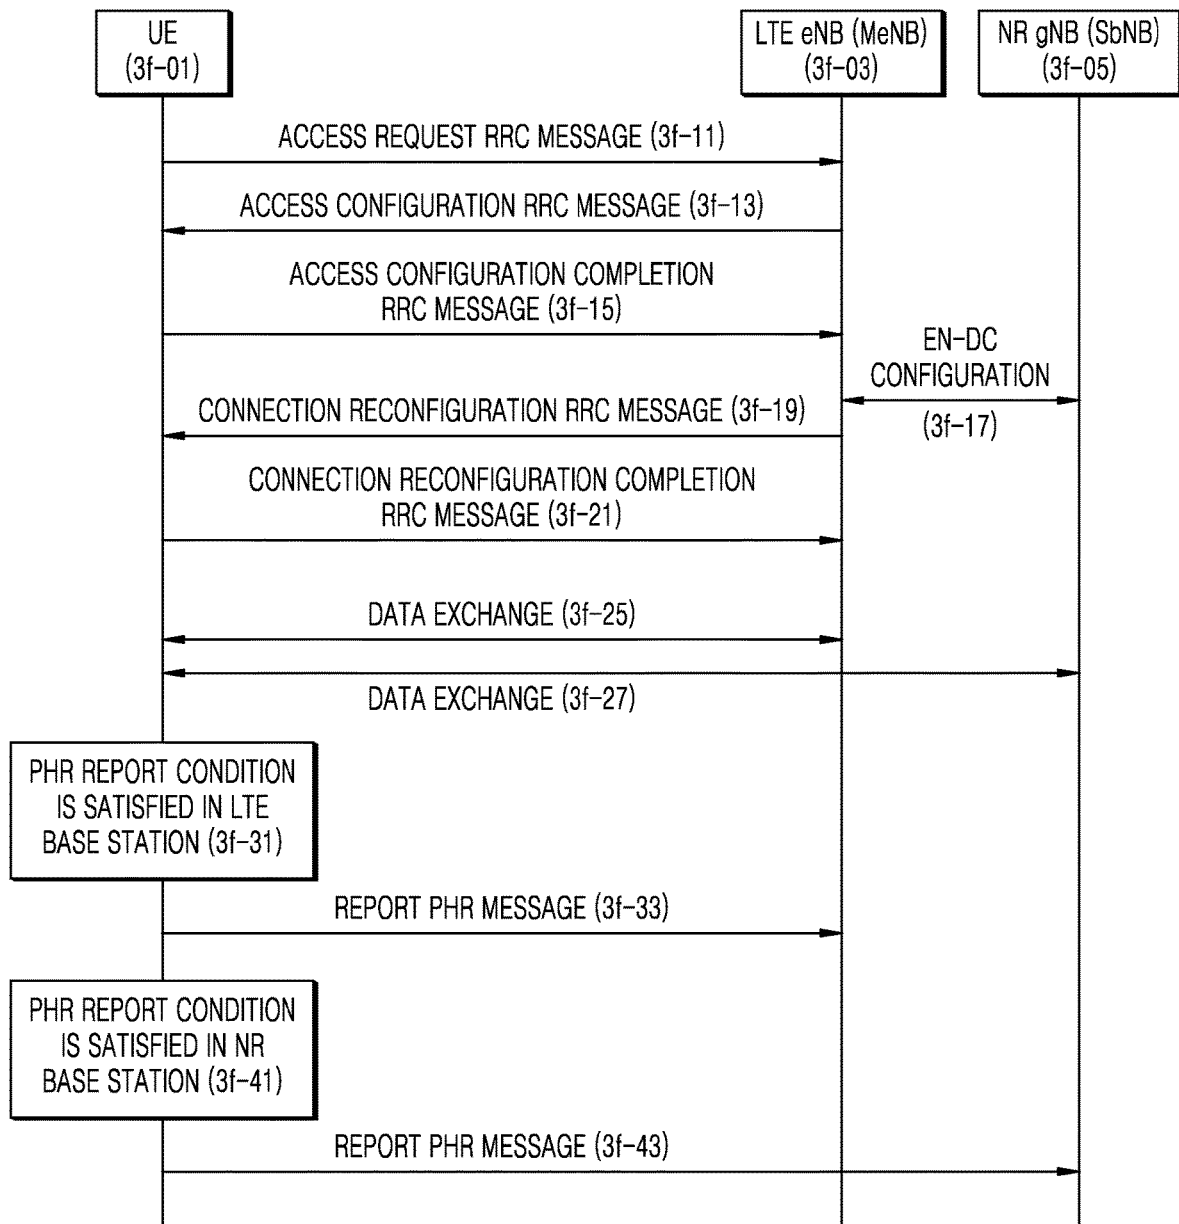 UE
(3f-01)
LTE eNB (MeNB)
(3f-03)
NR gNB (SbNB)
(3f-05)
ACCESS REQUEST RRC MESSAGE (3f-11)
ACCESS CONFIGURATION RRC MESSAGE (3f-13)
ACCESS CONFIGURATION COMPLETION
RRC MESSAGE (3f-15)
EN-DC
CONFIGURATION
(3f-17)
CONNECTION RECONFIGURATION RRC MESSAGE (3f-19)
CONNECTION RECONFIGURATION COMPLETION
RRC MESSAGE (3f-21)
DATA EXCHANGE (3f-25)
DATA EXCHANGE (3f-27)
PHR REPORT CONDITION
IS SATISFIED IN LTE
BASE STATION (3f-31)
REPORT PHR MESSAGE (3f-33)
PHR REPORT CONDITION
IS SATISFIED IN NR
BASE STATION (3f-41)
REPORT PHR MESSAGE (3f-43)